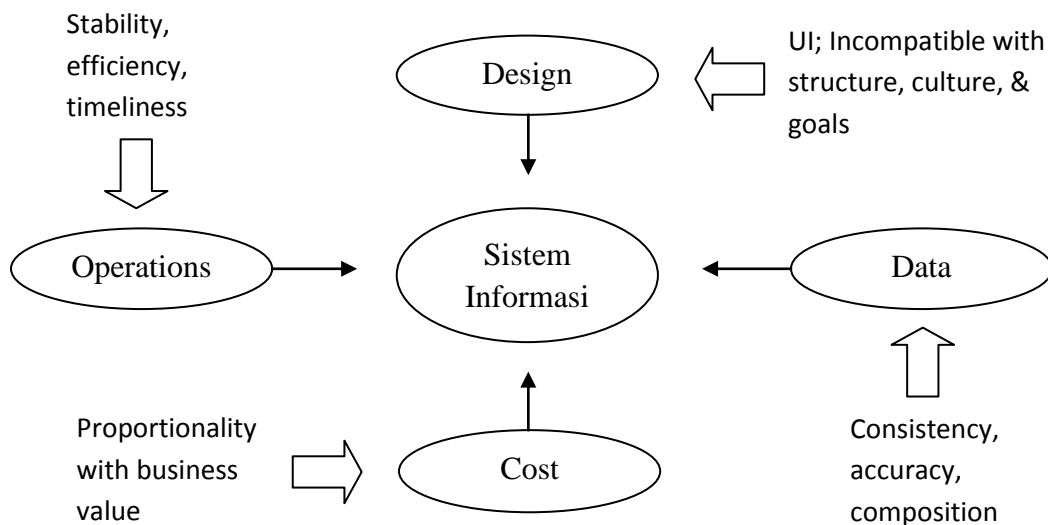 Stability,
efficiency,
timeliness
Design
UI; Incompatible with
structure, culture, &
goals
Operations
Sistem
Informasi
Data
Proportionality
with business
value
Cost
Consistency,
accuracy,
composition